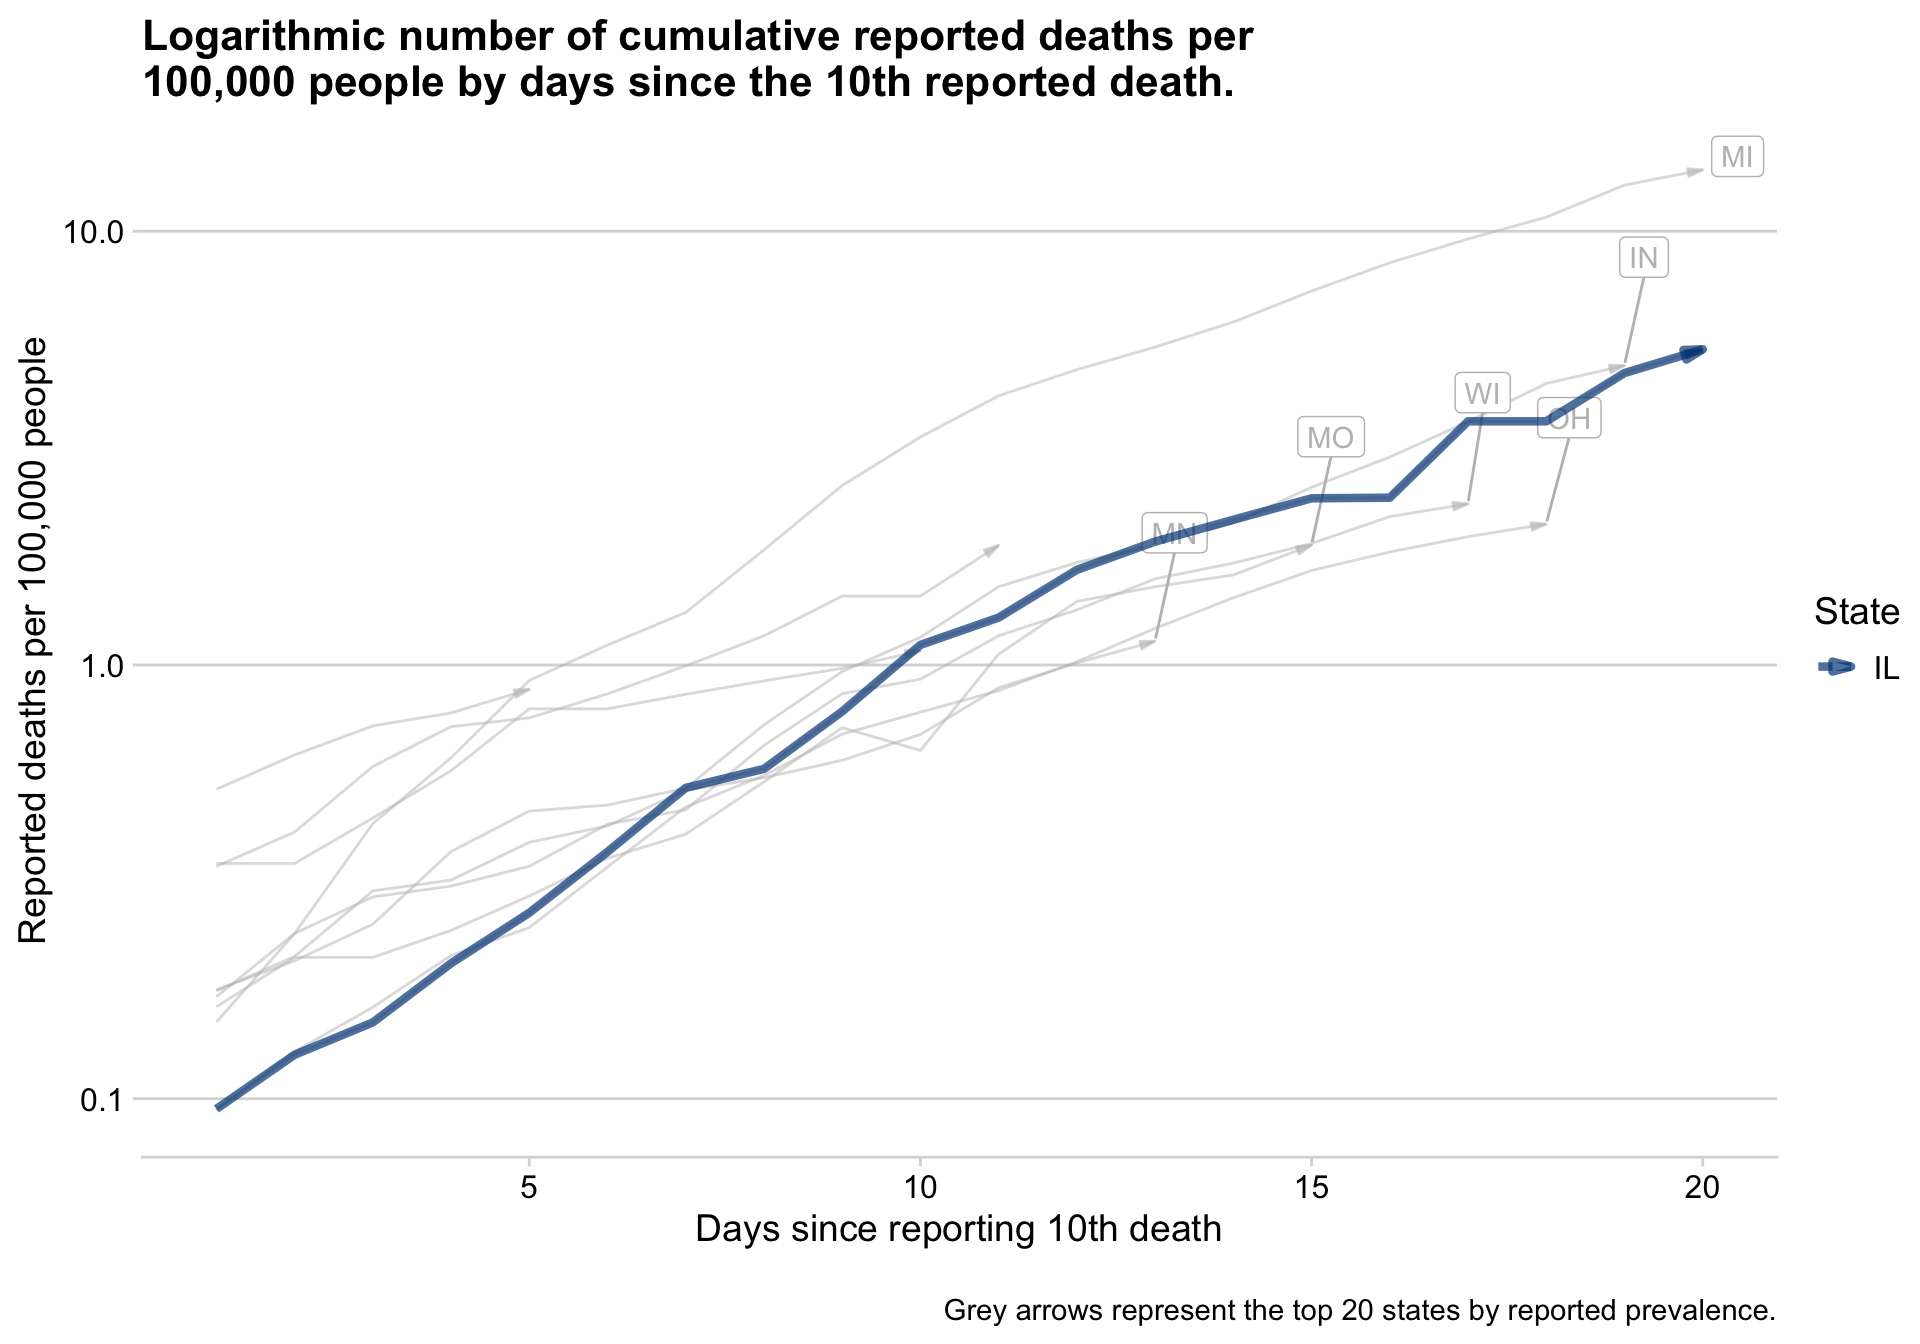 Logarithmic number of cumulative reported deaths per
100,000 people by days since the 10th reported death.
MI
10.0
IN
WI
OH
MO
MN
Reported deaths per 100,000 people
State
IL
1.0
0.1
5
10
15
20
Days since reporting 10th death
Grey arrows represent the top 20 states by reported prevalence.